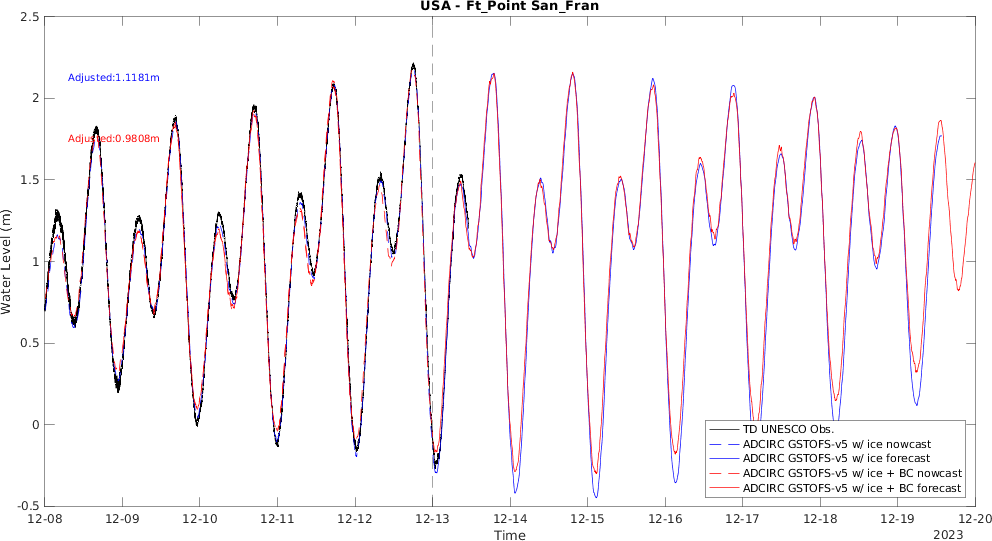 USA - Ft_Point San_Fran
2.5
2
1.5
1
0.5
0
-0.5
Water Level (m)
Adjusted:1.1181m
Adjusted:0.9808m
TD UNESCO Obs.
ADCIRC GSTOFS-v5 w/ ice nowcast
ADCIRC GSTOFS-v5 w/ ice forecast
ADCIRC GSTOFS-v5 w/ ice + BC nowcast
ADCIRC GSTOFS-v5 w/ ice + BC forecast
12-08 12-09 12-10 12-11 12-12 12-13 12-14 12-15 12-16 12-17 12-18 12-19 12-20
Time
2023